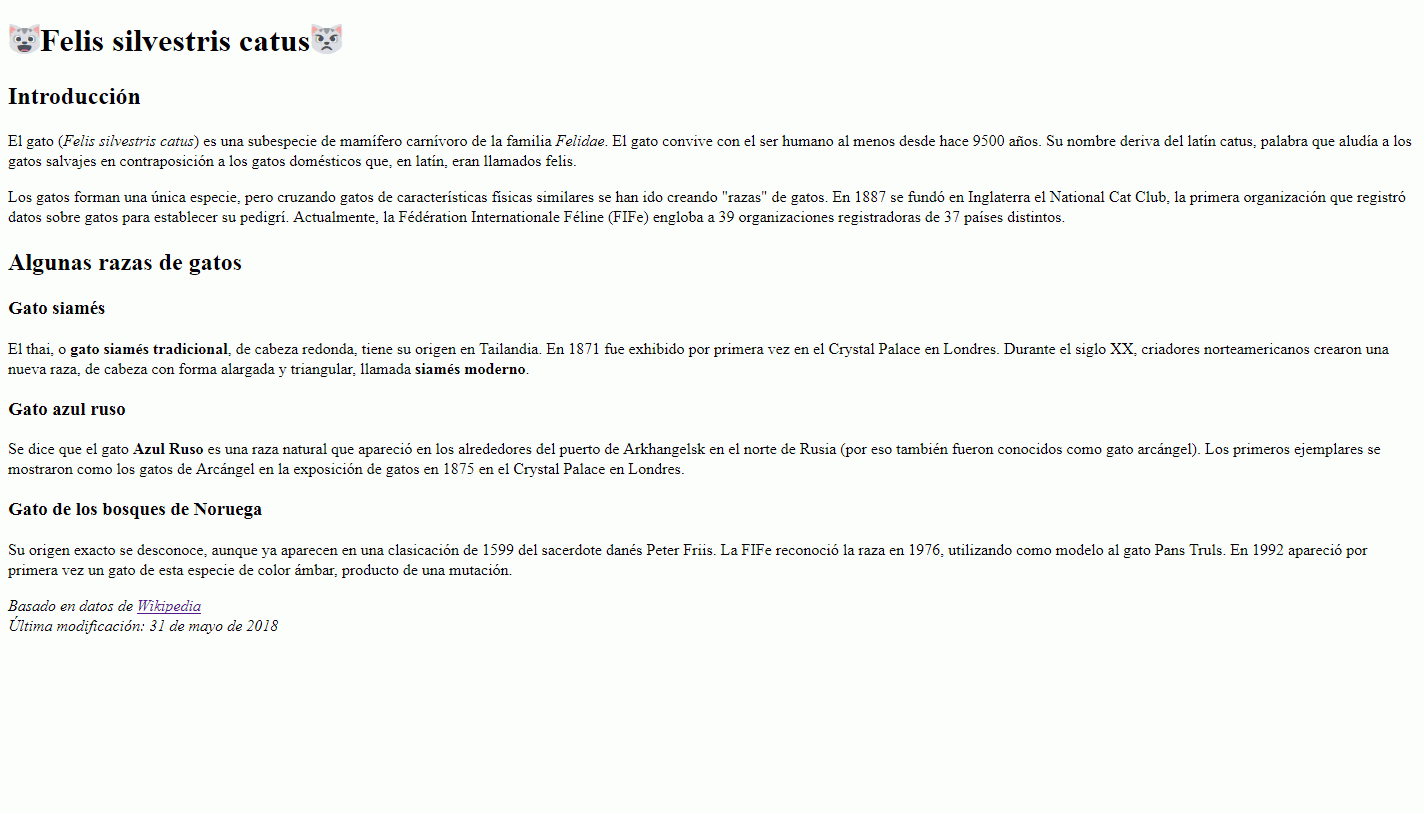 😺Felis silvestris catus😾
Introducción
El gato (Felis silvestris catus) es una subespecie de mamífero carnívoro de la familia Felidae. El gato convive con el ser humano al menos desde hace 9500 años. Su nombre deriva del latín catus, palabra que aludía a los
gatos salvajes en contraposición a los gatos domésticos que, en latín, eran llamados felis.
Los gatos forman una única especie, pero cruzando gatos de características físicas similares se han ido creando "razas" de gatos. En 1887 se fundó en Inglaterra el National Cat Club, la primera organización que registró
datos sobre gatos para establecer su pedigrí. Actualmente, la Fédération Internationale Féline (FIFe) engloba a 39 organizaciones registradoras de 37 países distintos.
Algunas razas de gatos
Gato siamés
El thai, o gato siamés tradicional, de cabeza redonda, tiene su origen en Tailandia. En 1871 fue exhibido por primera vez en el Crystal Palace en Londres. Durante el siglo XX, criadores norteamericanos crearon una
nueva raza, de cabeza con forma alargada y triangular, llamada siamés moderno.
Gato azul ruso
Se dice que el gato Azul Ruso es una raza natural que apareció en los alrededores del puerto de Arkhangelsk en el norte de Rusia (por eso también fueron conocidos como gato arcángel). Los primeros ejemplares se
mostraron como los gatos de Arcángel en la exposición de gatos en 1875 en el Crystal Palace en Londres.
Gato de los bosques de Noruega
Su origen exacto se desconoce, aunque ya aparecen en una clasicación de 1599 del sacerdote danés Peter Friis. La FIFe reconoció la raza en 1976, utilizando como modelo al gato Pans Truls. En 1992 apareció por
primera vez un gato de esta especie de color ámbar, producto de una mutación.
Basado en datos de Wikipedia
Última modificación: 31 de mayo de 2018